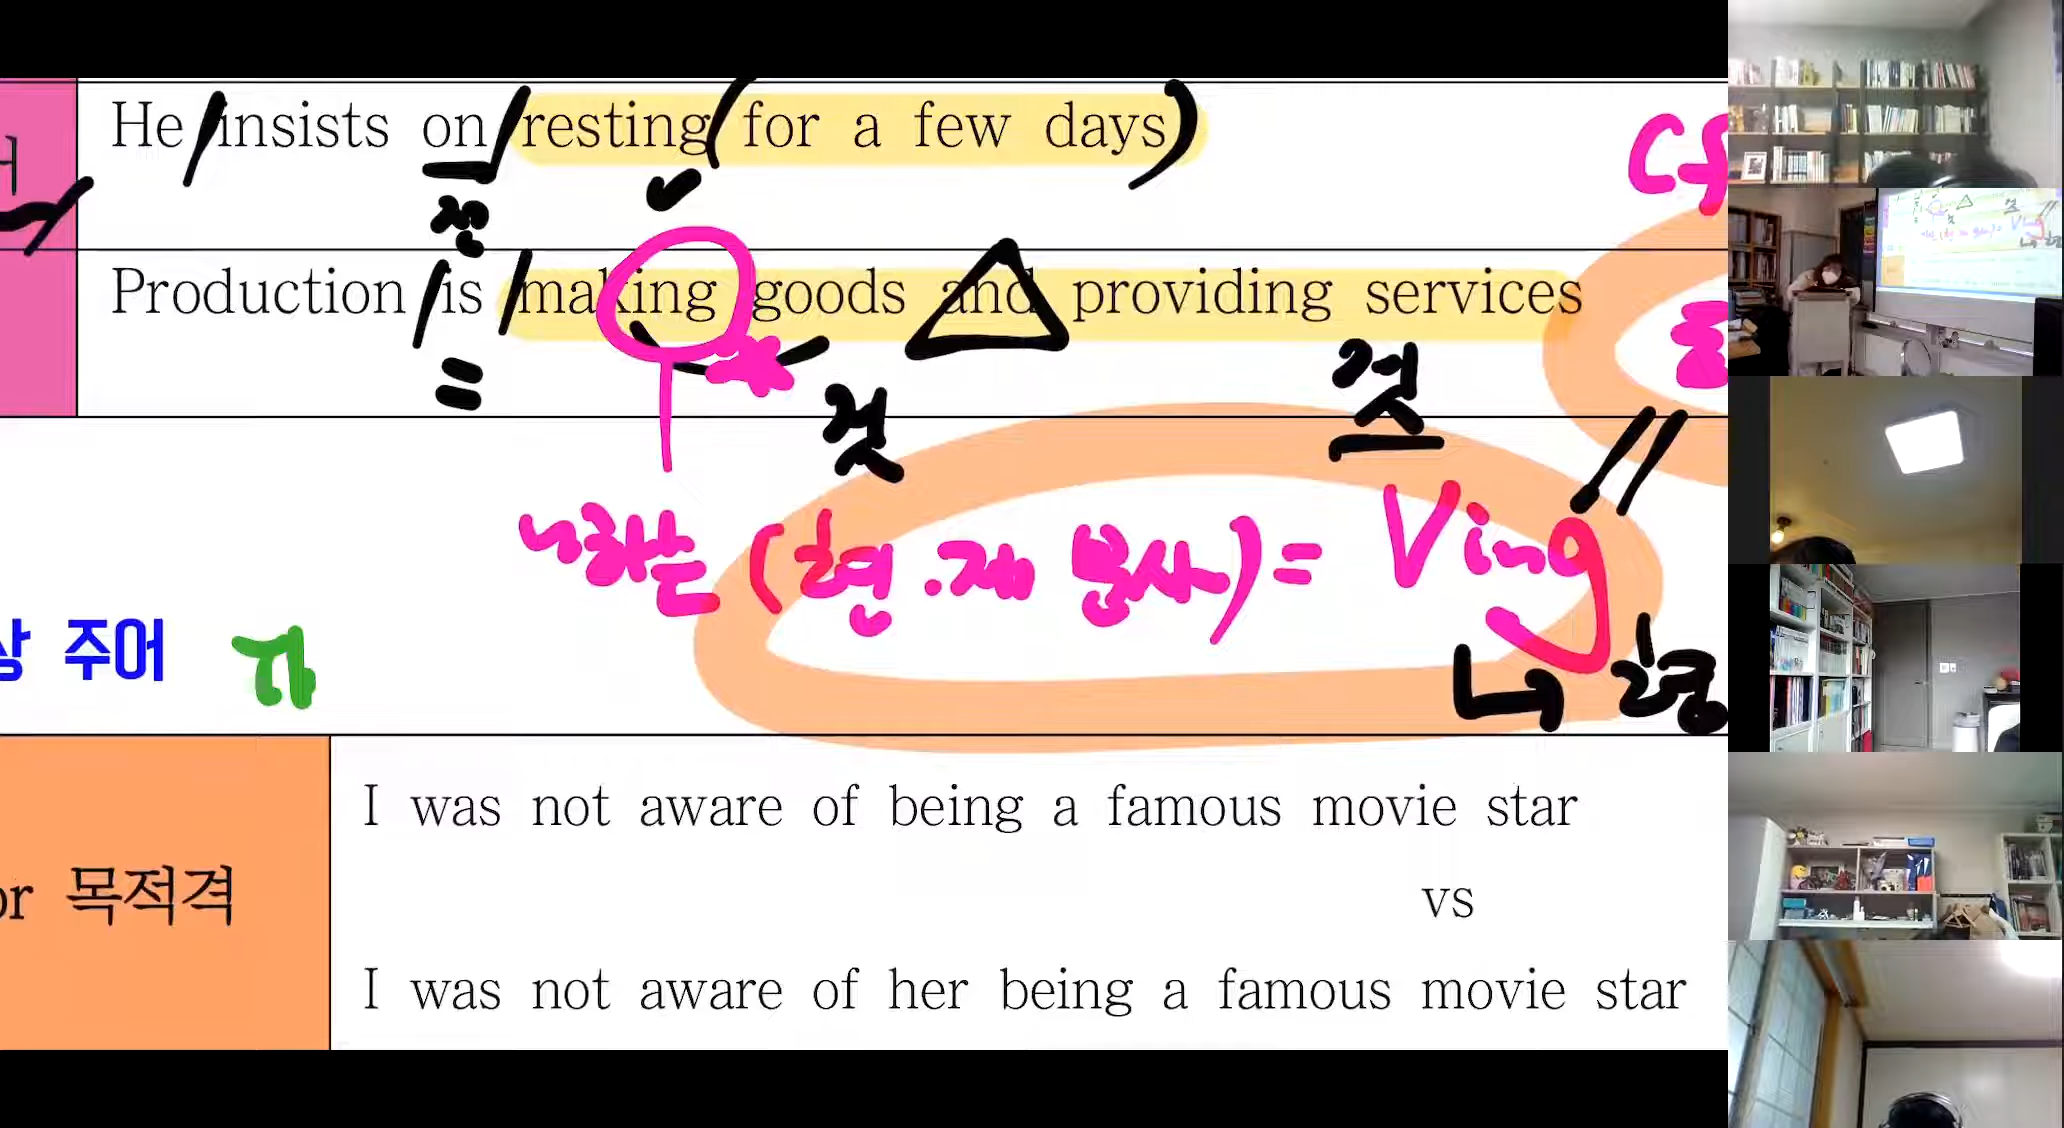 He insists on resting (for a few days)
cf
전
Production is making goods and providing services
=
것
것
~하는 (현.재 분사) = Ving
상 주어
형
I was not aware of being a famous movie star
or 목적격
vs
I was not aware of her being a famous movie star